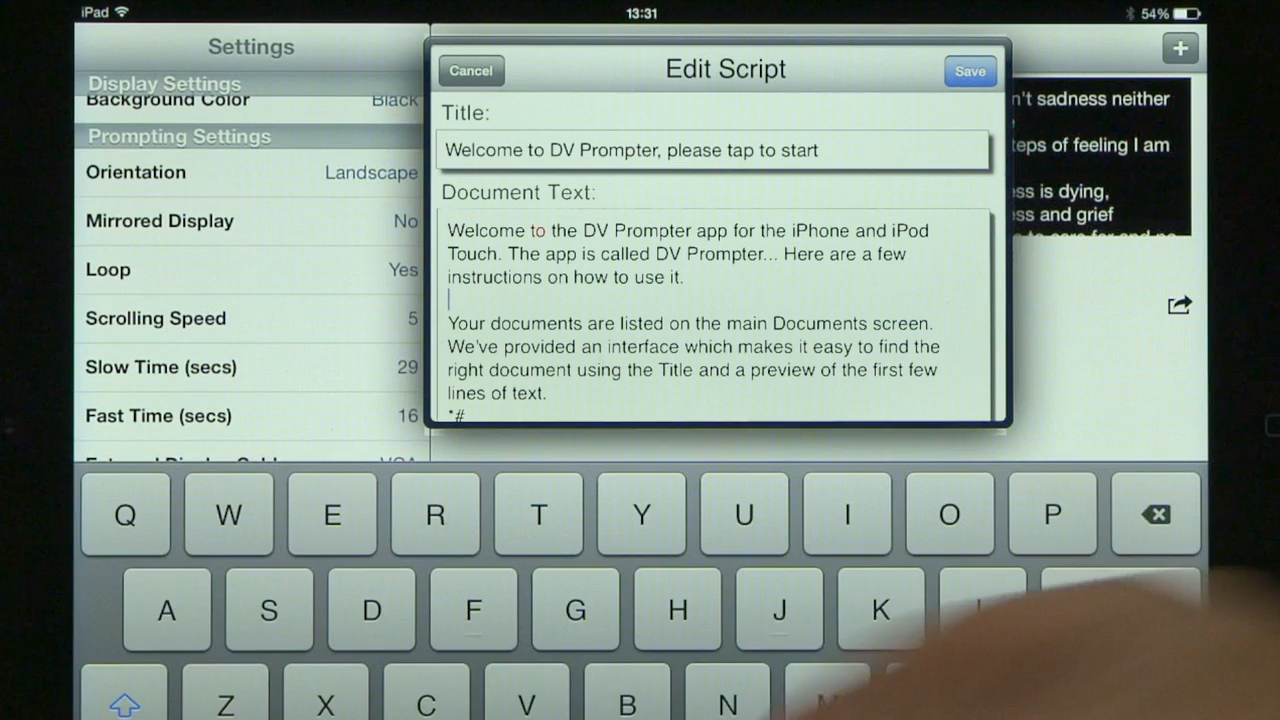 iPad 13:31 54%
Settings
Display Settings
Background Color Black
Prompting Settings
Orientation Landscape
Mirrored Display No
Loop Yes
Scrolling Speed 5
Slow Time (secs) 29
Fast Time (secs) 16
VGA
Cancel Edit Script Save
Title:
Welcome to DV Prompter, please tap to start
Document Text:
Welcome to the DV Prompter app for the iPhone and iPod
Touch. The app is called DV Prompter... Here are a few
instructions on how to use it.
Your documents are listed on the main Documents screen.
We've provided an interface which makes it easy to find the
right document using the Title and a preview of the first few
lines of text.
*#
+
n't sadness neither
teps of feeling I am
ss is dying,
ss and grief
Q W E R T Y U I O P
A S D F G H J K
Z X C V B N